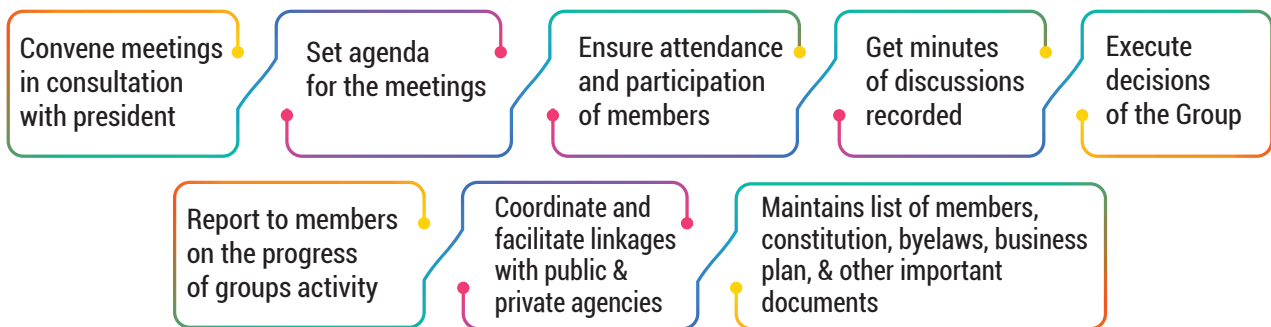 Convene meetings
in consultation
with president
Set agenda
for the meetings
Ensure attendance
and participation
of members
Get minutes
of discussions
recorded
Execute
decisions
of the Group
Report to members
on the progress
of groups activity
Coordinate and
facilitate linkages
with public &
private agencies
Maintains list of members,
constitution, byelaws, business
plan, & other important
documents